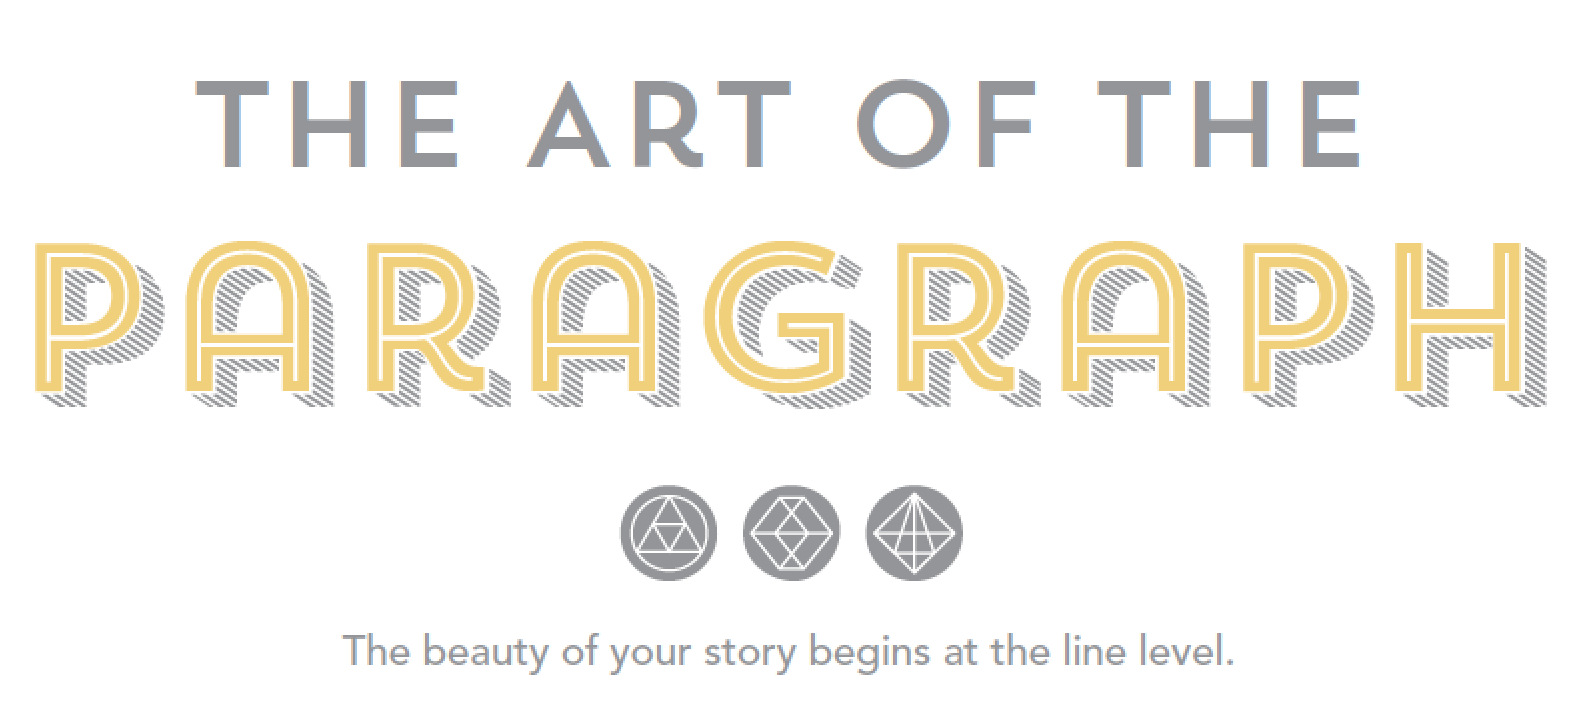 THE ART OF THE
PARAGRAPH
The beauty of your story begins at the line level.